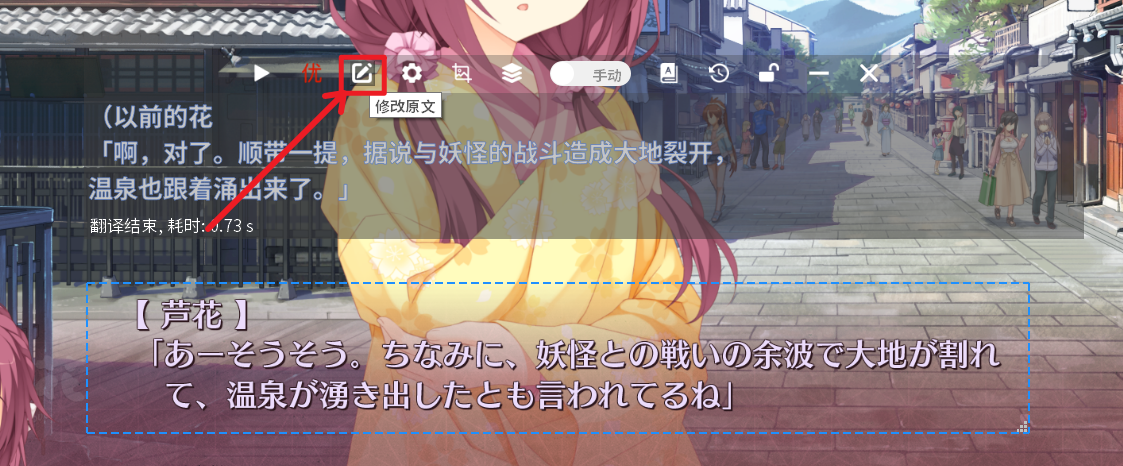 优
手动
修改原文
（以前的花
「啊，对了。顺带一提，据说与妖怪的战斗造成大地裂开，
温泉也跟着涌出来了。」
翻译结束, 耗时: 0.73 s
【 芦花 】
「あーそうそう。ちなみに、妖怪との戦いの余波で大地が割れ
て、温泉が湧き出したとも言われてるね」